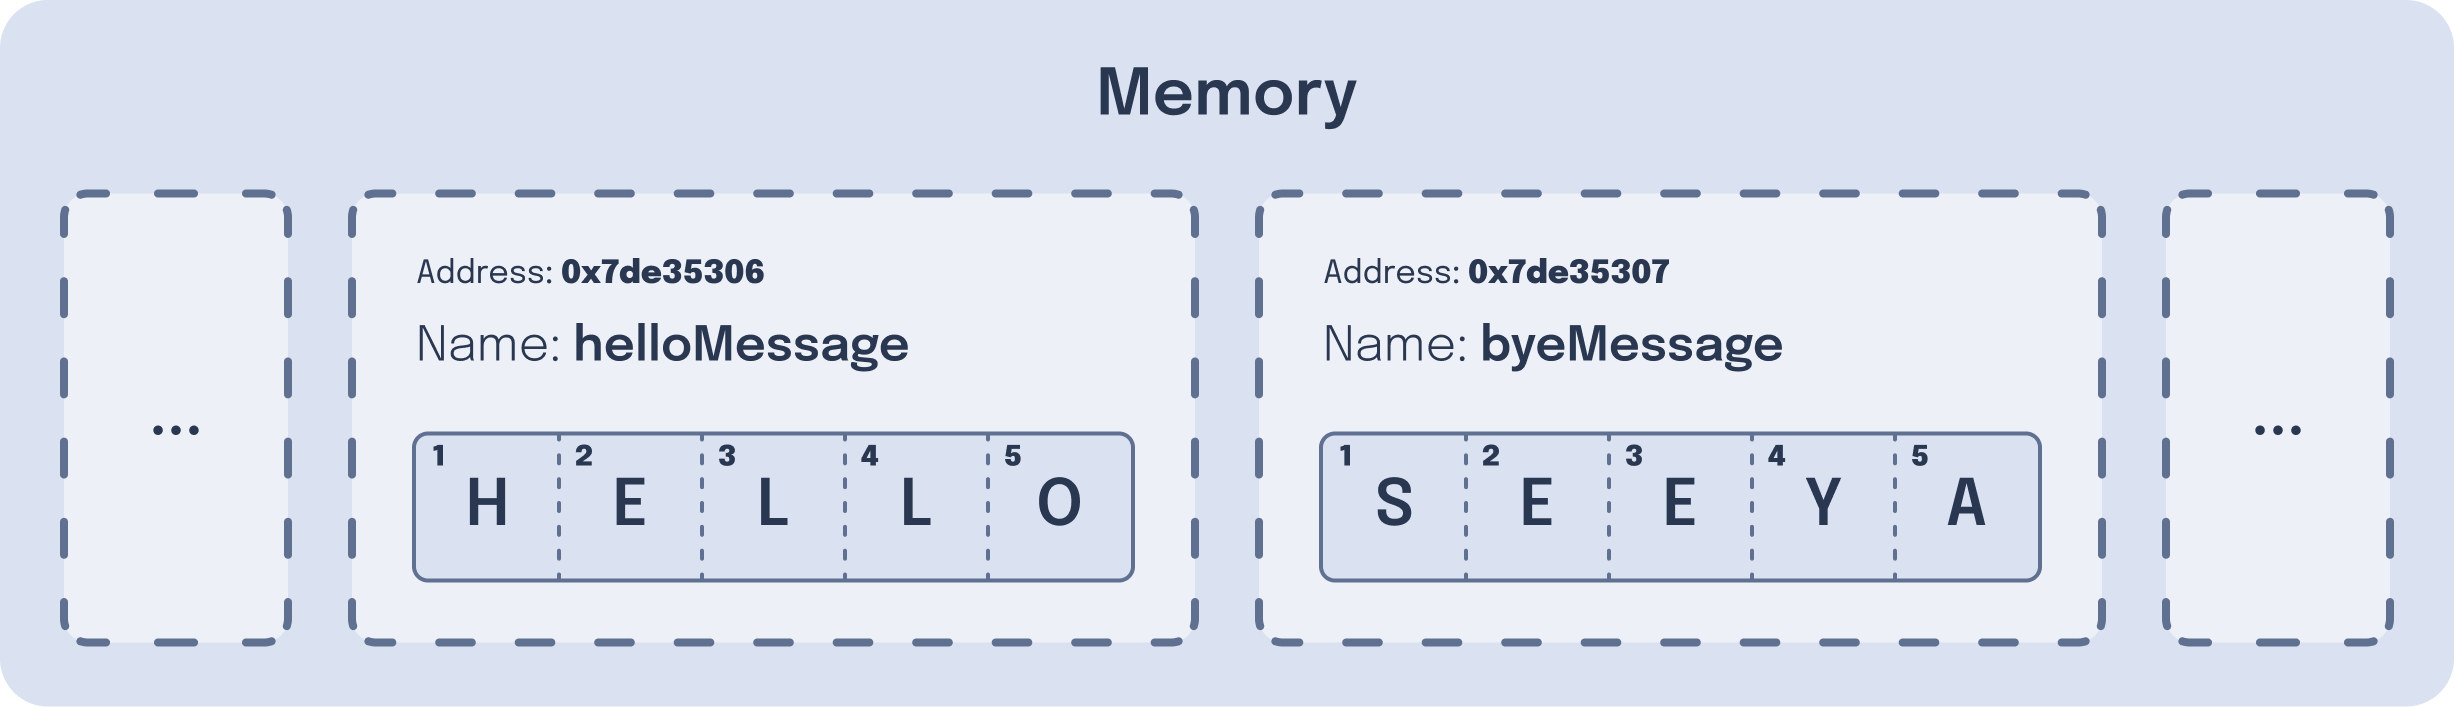 Memory
...
Address: 0x7de35306
Name: helloMessage
1 2 3 4 5
H E L L O
Address: 0x7de35307
Name: byeMessage
1 2 3 4 5
S E E Y A
...